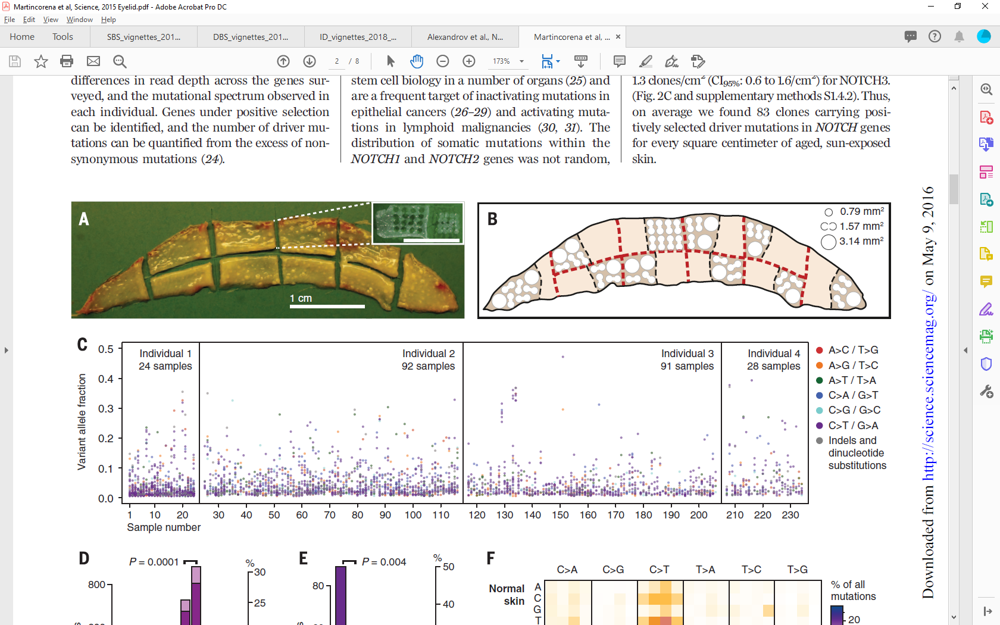 Martincorena et al, Science, 2015 Eyelid.pdf - Adobe Acrobat Pro DC
File Edit View Window Help
Home Tools SBS_vignettes_201... DBS_vignettes_201... ID_vignettes_2018_... Alexandrov et al., N... Martincorena et al, ... ×
2 / 8 173%
differences in read depth across the genes sur-
veyed, and the mutational spectrum observed in
each individual. Genes under positive selection
can be identified, and the number of driver mu-
tations can be quantified from the excess of non-
synonymous mutations (24).
stem cell biology in a number of organs (25) and
are a frequent target of inactivating mutations in
epithelial cancers (26–29) and activating muta-
tions in lymphoid malignancies (30, 31). The
distribution of somatic mutations within the
NOTCH1 and NOTCH2 genes was not random,
1.3 clones/cm² (CI95%: 0.6 to 1.6/cm²) for NOTCH3.
(Fig. 2C and supplementary methods S1.4.2). Thus,
on average we found 83 clones carrying posi-
tively selected driver mutations in NOTCH genes
for every square centimeter of aged, sun-exposed
skin.
A
1 cm
B
0.79 mm²
1.57 mm²
3.14 mm²
C
Variant allele fraction
0.5
0.4
0.3
0.2
0.1
0.0
Individual 1
24 samples
Individual 2
92 samples
Individual 3
91 samples
Individual 4
28 samples
1 10 20 30 40 50 60 70 80 90 100 110 120 130 140 150 160 170 180 190 200 210 220 230
Sample number
A>C / T>G
A>G / T>C
A>T / T>A
C>A / G>T
C>G / G>C
C>T / G>A
Indels and
dinucleotide
substitutions
D
P = 0.0001
800
%
30
25
E
P = 0.004
80
%
50
40
F
C>A C>G C>T T>A T>C T>G
Normal
skin
A
C
G
T
% of all
mutations
20
Downloaded from http://science.sciencemag.org/ on May 9, 2016